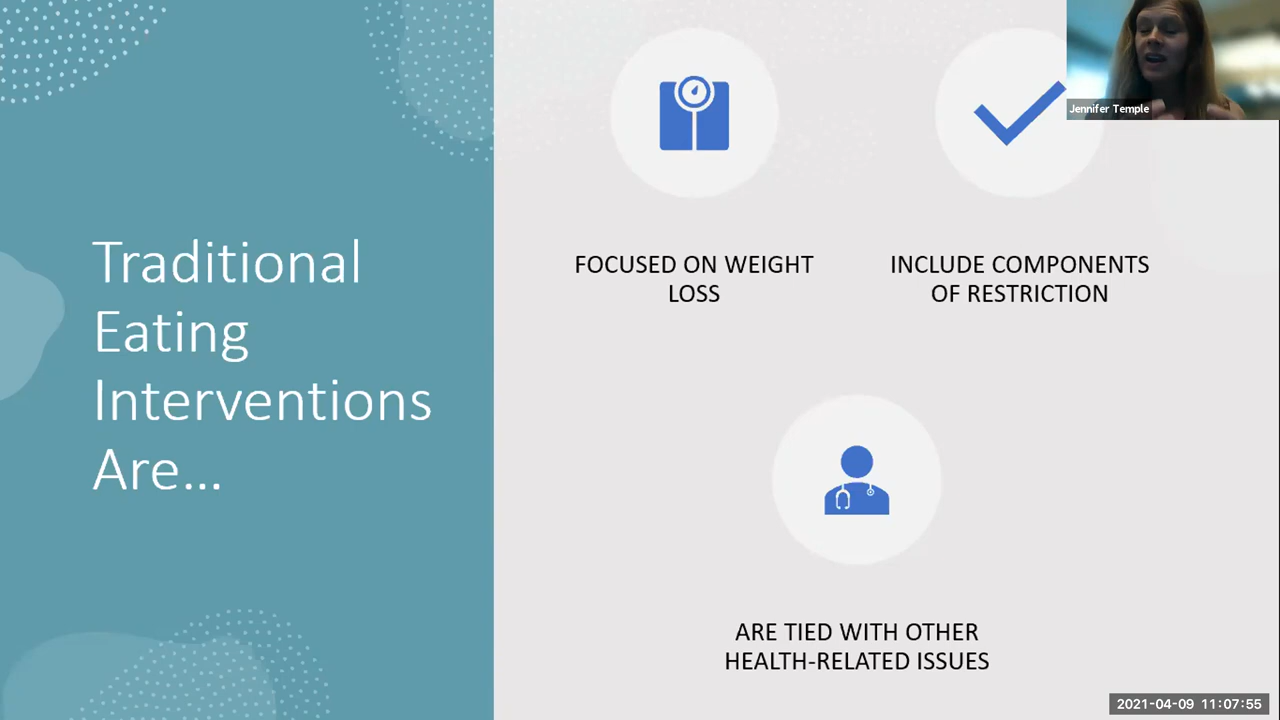 Traditional
Eating
Interventions
Are...
FOCUSED ON WEIGHT
LOSS
INCLUDE COMPONENTS
OF RESTRICTION
Jennifer Temple
ARE TIED WITH OTHER
HEALTH-RELATED ISSUES
2021-04-09 11:07:55